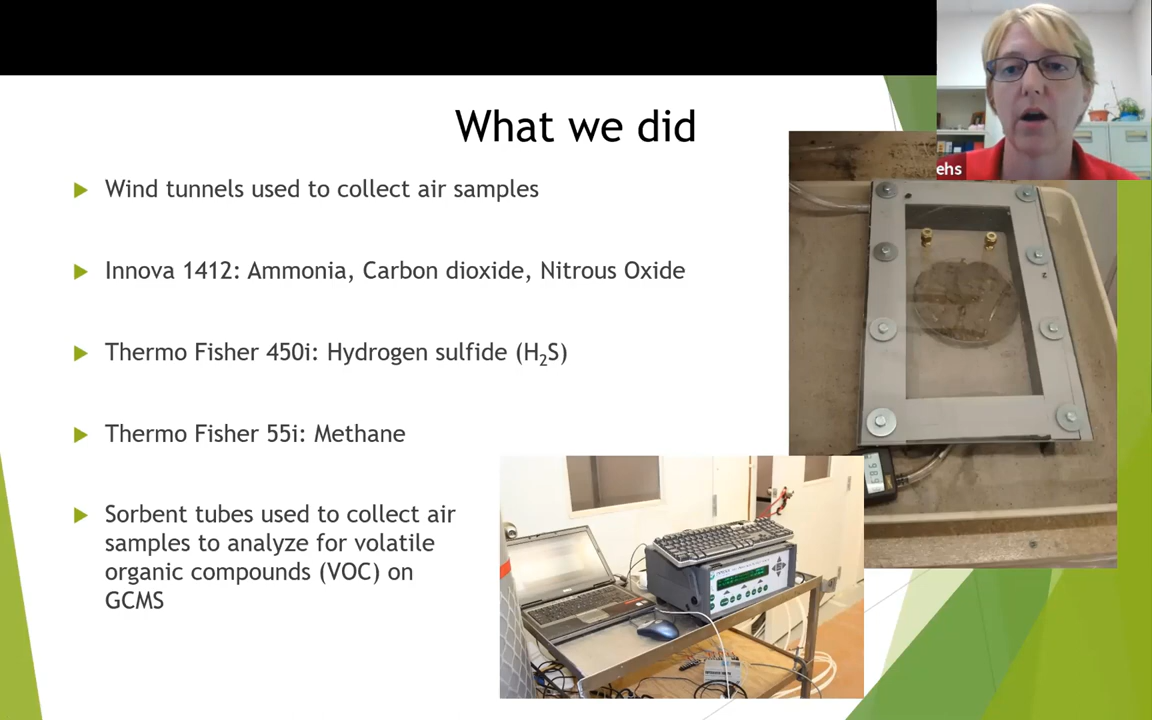 ehs
What we did
Wind tunnels used to collect air samples
Innova 1412: Ammonia, Carbon dioxide, Nitrous Oxide
Thermo Fisher 450i: Hydrogen sulfide (H₂S)
Thermo Fisher 55i: Methane
Sorbent tubes used to collect air
samples to analyze for volatile
organic compounds (VOC) on
GCMS